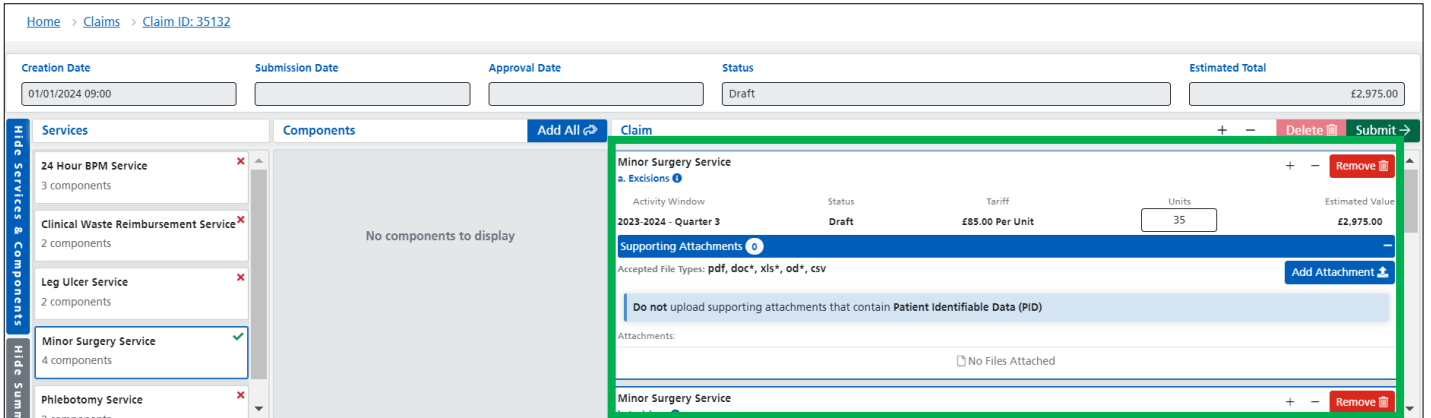 Home > Claims > Claim ID: 35132
Creation Date Submission Date Approval Date Status Estimated Total
01/01/2024 09:00 Draft £2,975.00
Hide Services & Components
Hide Summ
Services
24 Hour BPM Service
3 components
Clinical Waste Reimbursement Service
2 components
Leg Ulcer Service
2 components
Minor Surgery Service
4 components
Phlebotomy Service
Components Add All
No components to display
Claim + − Delete Submit
Minor Surgery Service + − Remove
a. Excisions
Activity Window Status Tariff Units Estimated Value
2023-2024 - Quarter 3 Draft £85.00 Per Unit 35 £2,975.00
Supporting Attachments 0 −
Accepted File Types: pdf, doc*, xls*, od*, csv Add Attachment
Do not upload supporting attachments that contain Patient Identifiable Data (PID)
Attachments:
No Files Attached
Minor Surgery Service + − Remove